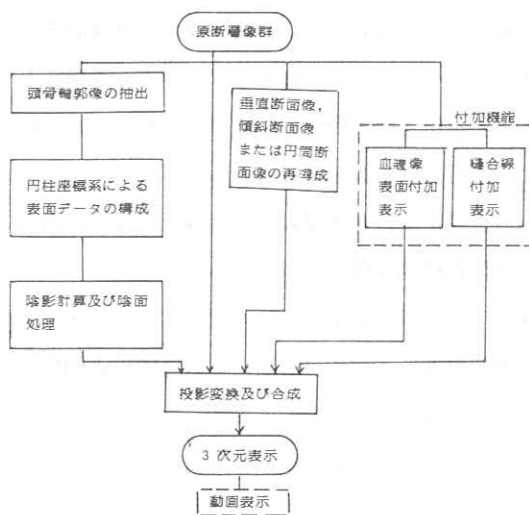 原断層像群
頭骨輪郭像の抽出
円柱座標系による
表面データの構成
陰影計算及び陰面
処理
垂直断面像,
傾斜断面像
または円筒断
面像の再構成
付加機能
血塊像
表面付加
表示
縫合線
付加
表示
投影変換及び合成
3次元表示
動画表示